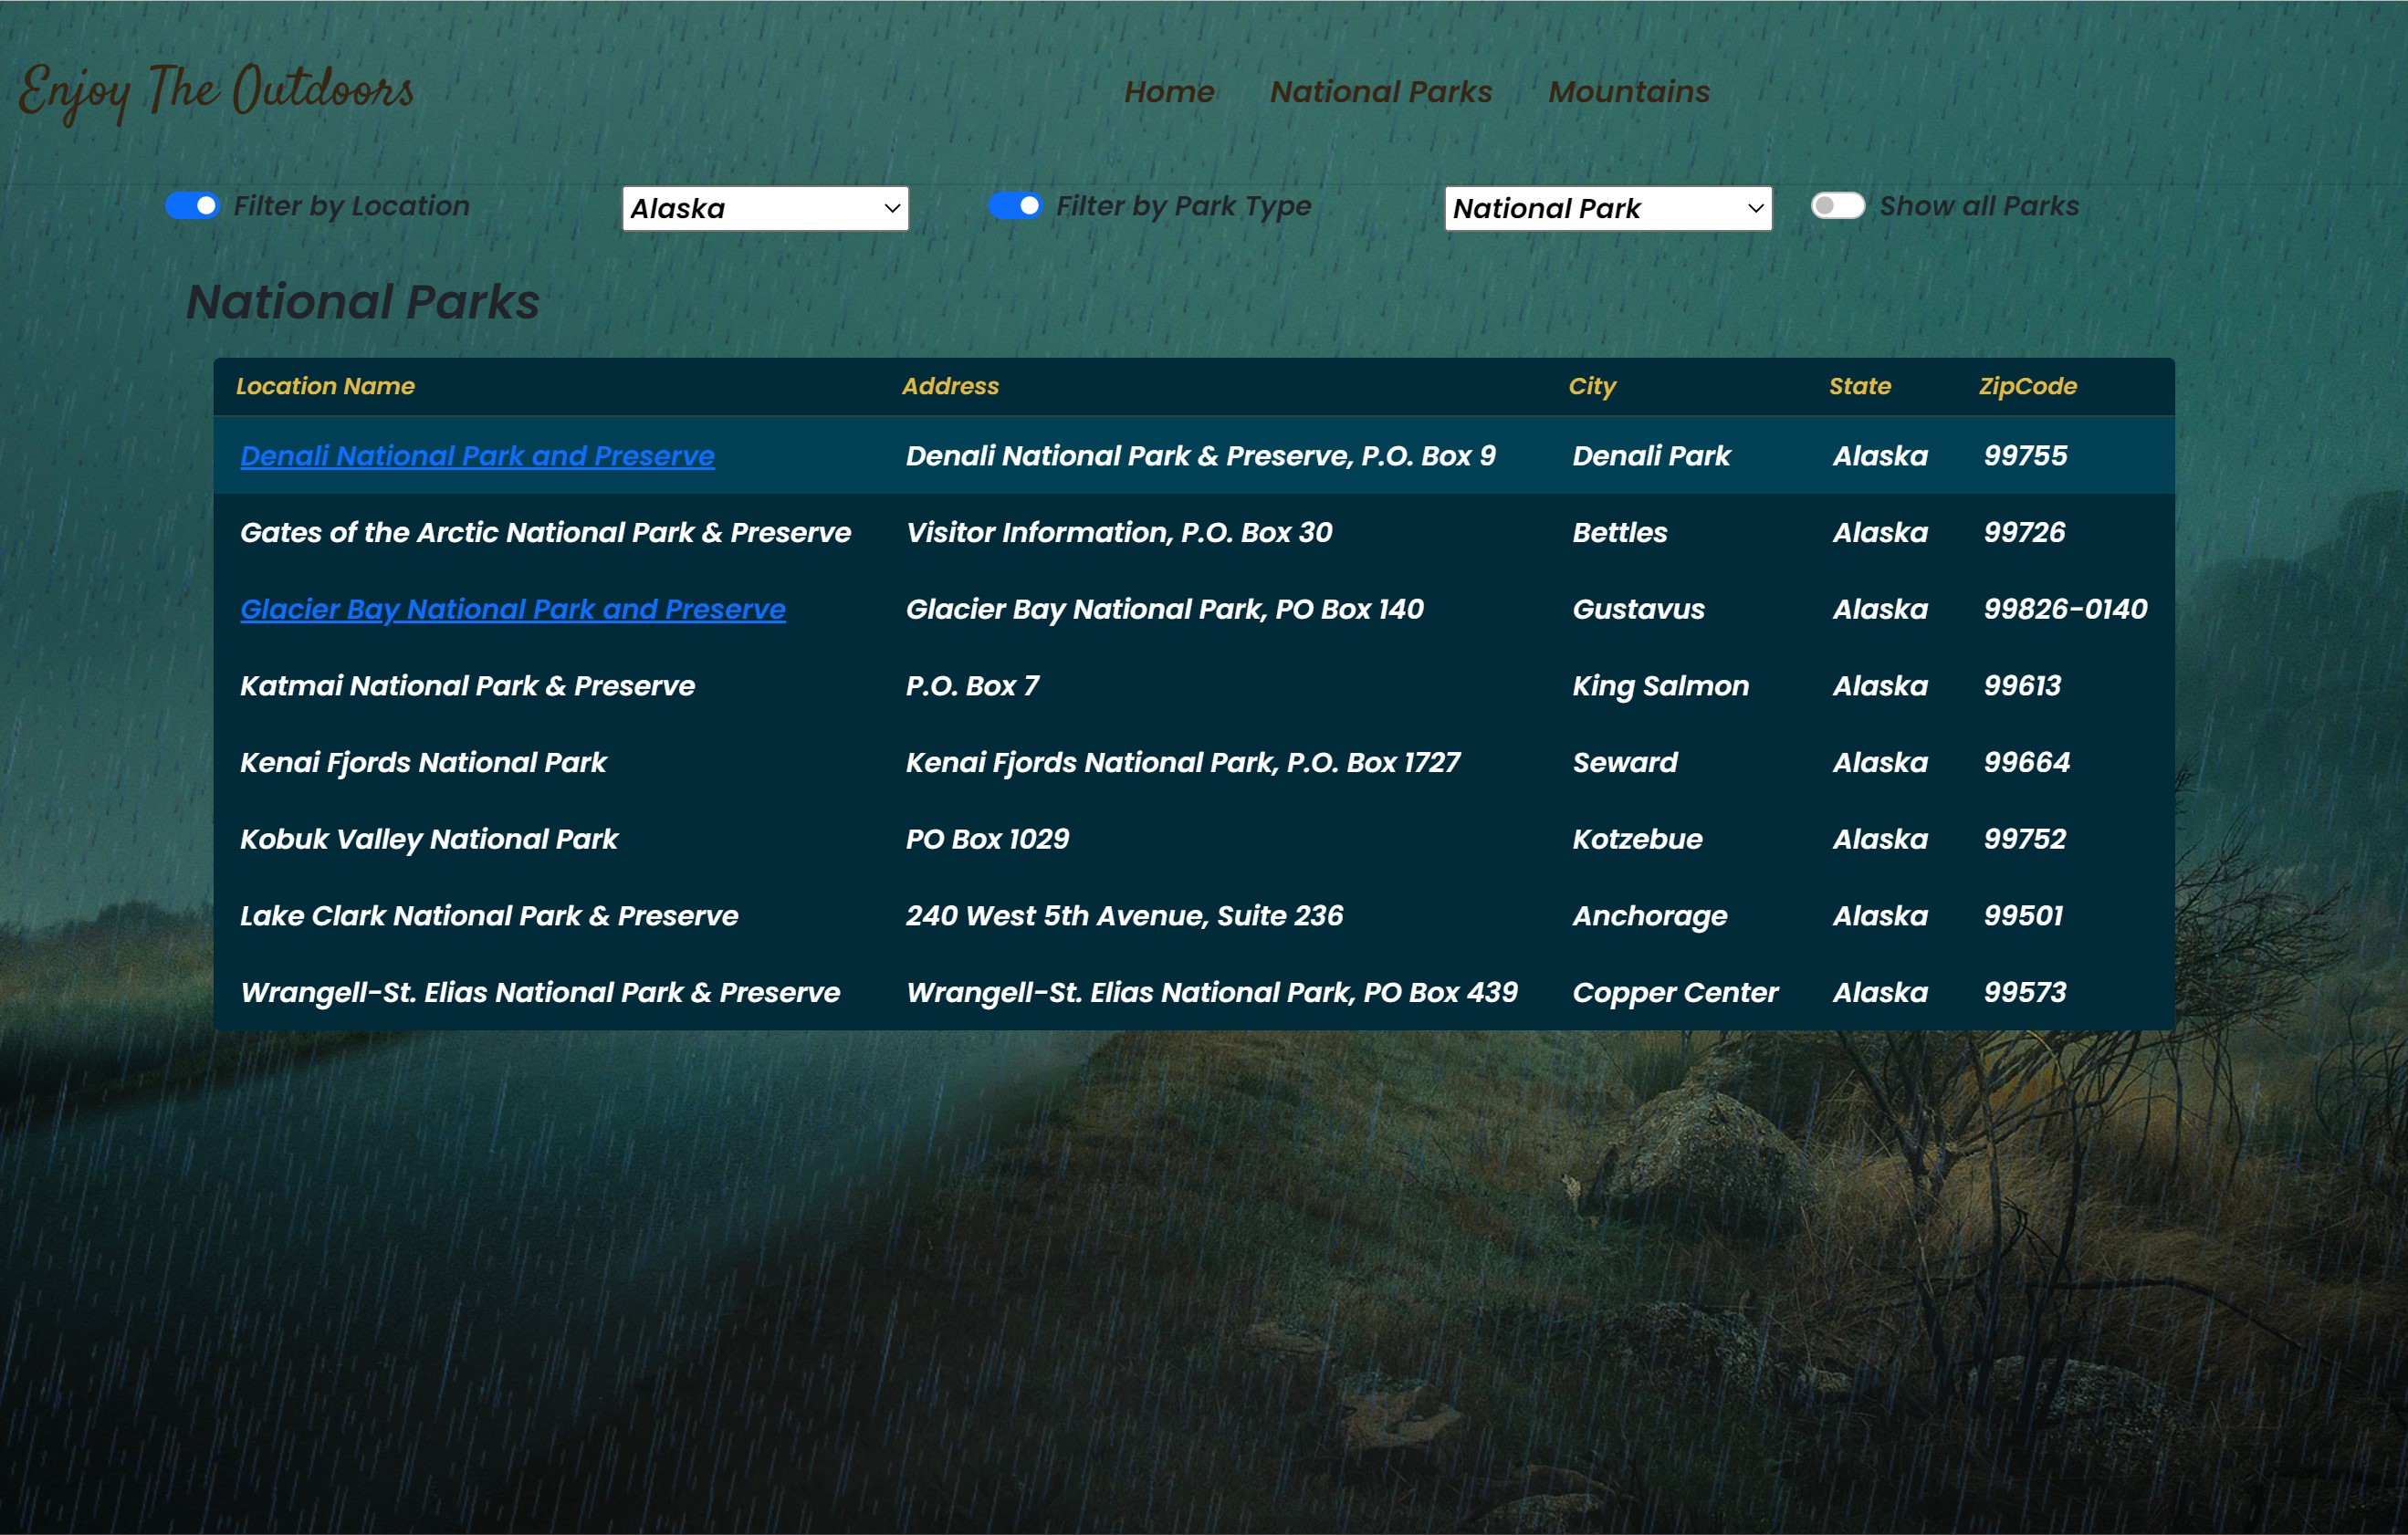 Enjoy The Outdoors
Home National Parks Mountains
Filter by Location Alaska Filter by Park Type National Park Show all Parks
National Parks
Location Name Address City State ZipCode
Denali National Park and Preserve Denali National Park & Preserve, P.O. Box 9 Denali Park Alaska 99755
Gates of the Arctic National Park & Preserve Visitor Information, P.O. Box 30 Bettles Alaska 99726
Glacier Bay National Park and Preserve Glacier Bay National Park, PO Box 140 Gustavus Alaska 99826-0140
Katmai National Park & Preserve P.O. Box 7 King Salmon Alaska 99613
Kenai Fjords National Park Kenai Fjords National Park, P.O. Box 1727 Seward Alaska 99664
Kobuk Valley National Park PO Box 1029 Kotzebue Alaska 99752
Lake Clark National Park & Preserve 240 West 5th Avenue, Suite 236 Anchorage Alaska 99501
Wrangell-St. Elias National Park & Preserve Wrangell-St. Elias National Park, PO Box 439 Copper Center Alaska 99573